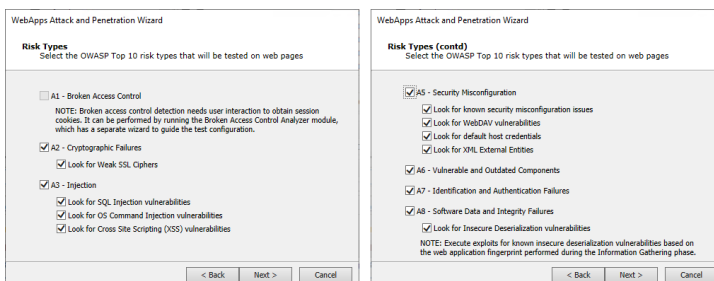 WebApps Attack and Penetration Wizard
Risk Types
Select the OWASP Top 10 risk types that will be tested on web pages
A1 - Broken Access Control
NOTE: Broken access control detection needs user interaction to obtain session
cookies. It can be performed by running the Broken Access Control Analyzer module,
which has a separate wizard to guide the test configuration.
A2 - Cryptographic Failures
Look for Weak SSL Ciphers
A3 - Injection
Look for SQL Injection vulnerabilities
Look for OS Command Injection vulnerabilities
Look for Cross Site Scripting (XSS) vulnerabilities
< Back
Next >
Cancel
WebApps Attack and Penetration Wizard
Risk Types (contd)
Select the OWASP Top 10 risk types that will be tested on web pages
A5 - Security Misconfiguration
Look for known security misconfiguration issues
Look for WebDAV vulnerabilities
Look for default host credentials
Look for XML External Entities
A6 - Vulnerable and Outdated Components
A7 - Identification and Authentication Failures
A8 - Software Data and Integrity Failures
Look for Insecure Deserialization vulnerabilities
NOTE: Execute exploits for known insecure deserialization vulnerabilities based on
the web application fingerprint performed during the Information Gathering phase.
< Back
Next >
Cancel